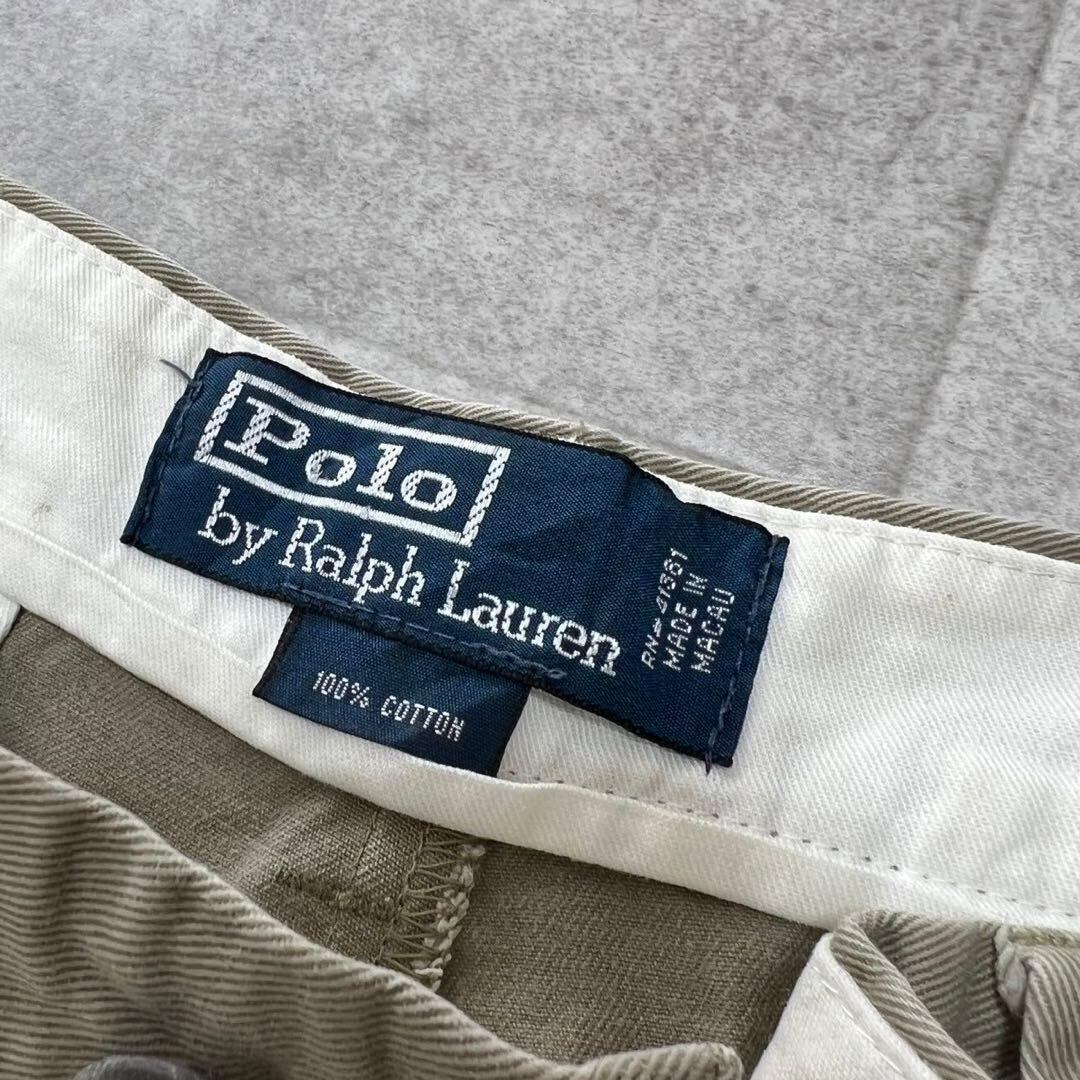 Polo
by Ralph Lauren
RN-41381
MADE IN
MACAU
100% COTTON